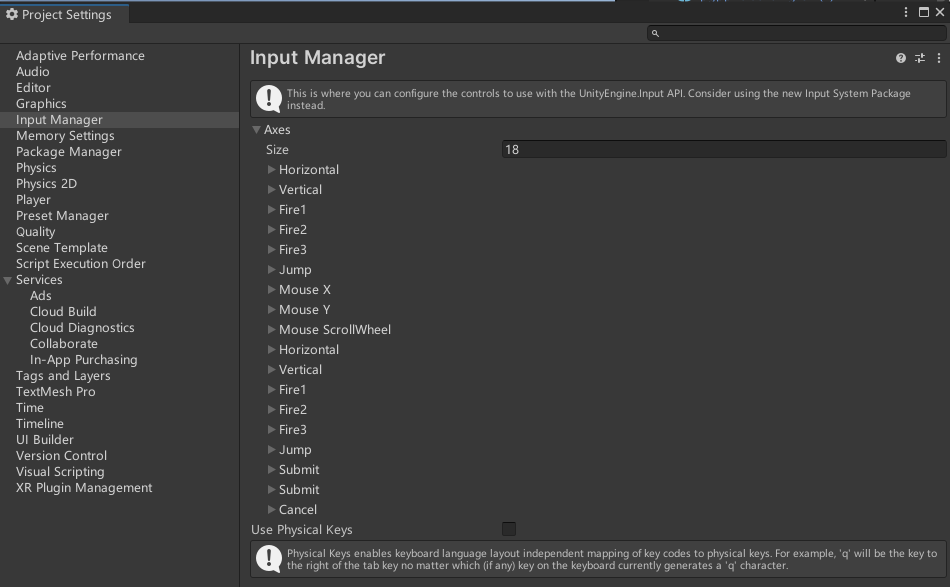 Project Settings
Adaptive Performance
Audio
Editor
Graphics
Input Manager
Memory Settings
Package Manager
Physics
Physics 2D
Player
Preset Manager
Quality
Scene Template
Script Execution Order
Services
Ads
Cloud Build
Cloud Diagnostics
Collaborate
In-App Purchasing
Tags and Layers
TextMesh Pro
Time
Timeline
UI Builder
Version Control
Visual Scripting
XR Plugin Management
Input Manager
This is where you can configure the controls to use with the UnityEngine.Input API. Consider using the new Input System Package
instead.
Axes
Size 18
Horizontal
Vertical
Fire1
Fire2
Fire3
Jump
Mouse X
Mouse Y
Mouse ScrollWheel
Horizontal
Vertical
Fire1
Fire2
Fire3
Jump
Submit
Submit
Cancel
Use Physical Keys
Physical Keys enables keyboard language layout independent mapping of key codes to physical keys. For example, 'q' will be the key to
the right of the tab key no matter which (if any) key on the keyboard currently generates a 'q' character.